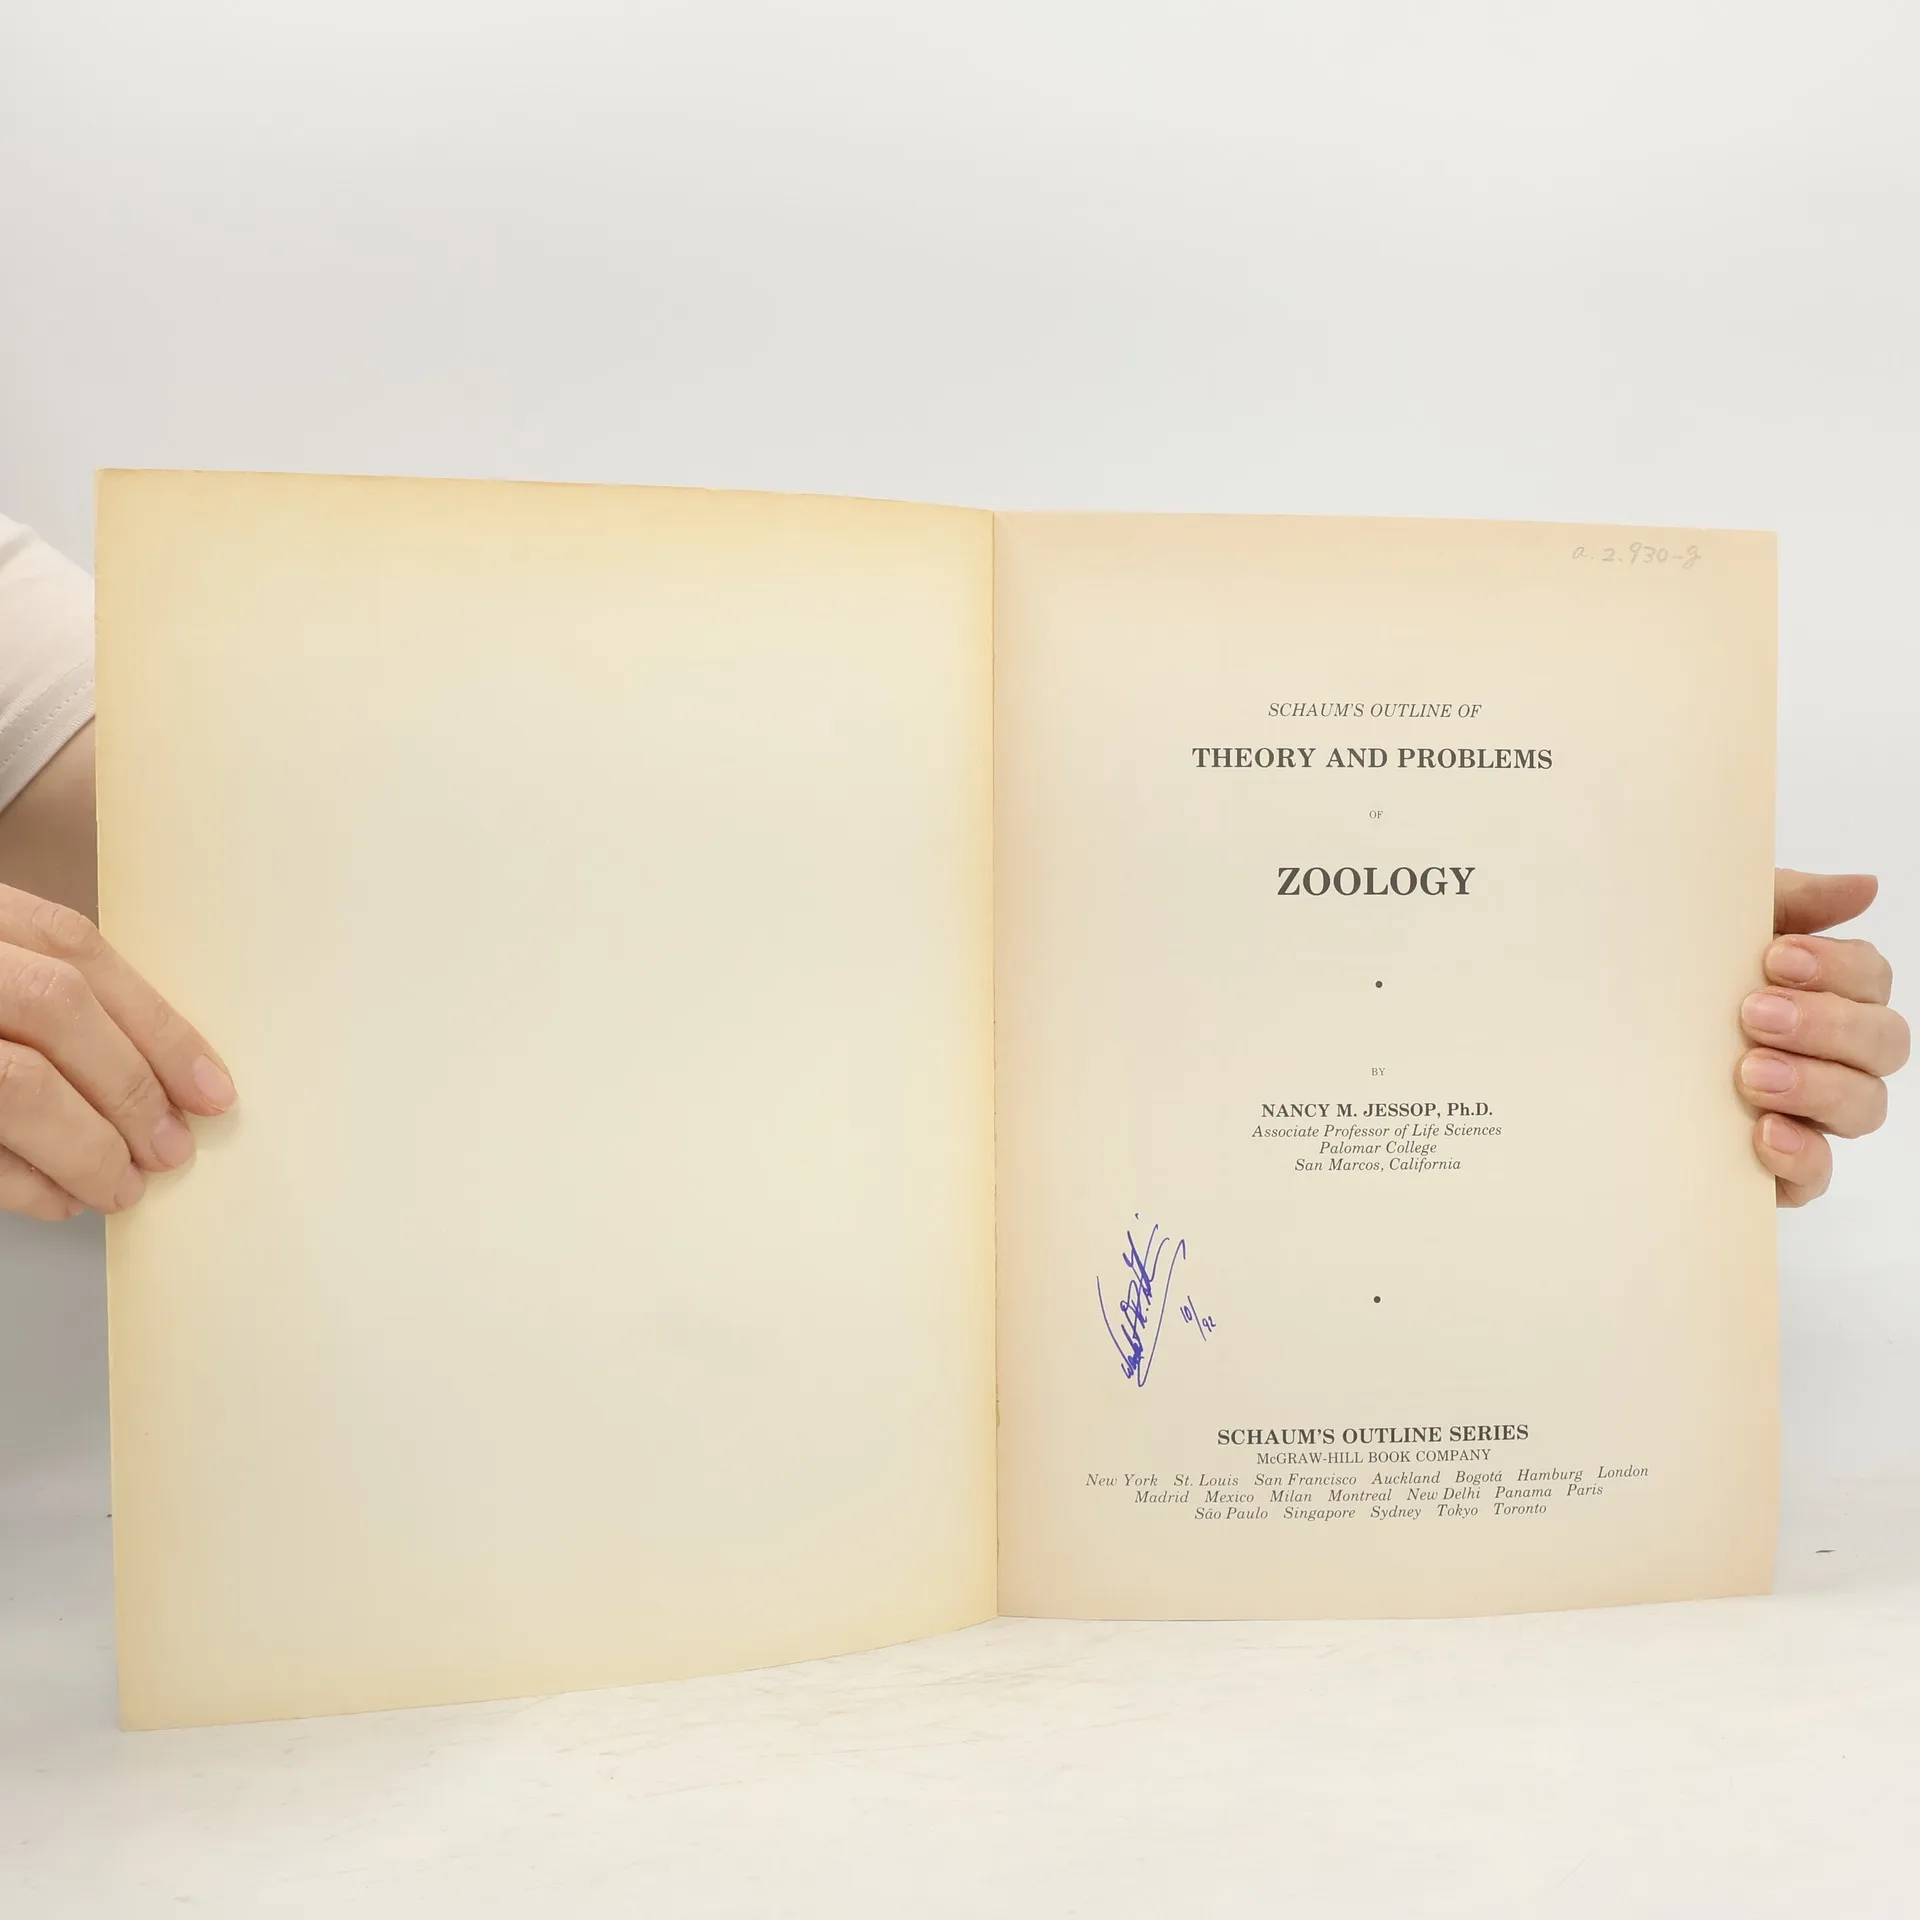 a.2.930-g
SCHAUM'S OUTLINE OF
THEORY AND PROBLEMS
OF
ZOOLOGY
BY
NANCY M. JESSOP, Ph.D.
Associate Professor of Life Sciences
Palomar College
San Marcos, California
10/92
SCHAUM'S OUTLINE SERIES
McGRAW-HILL BOOK COMPANY
New York St. Louis San Francisco Auckland Bogotá Hamburg London
Madrid Mexico Milan Montreal New Delhi Panama Paris
São Paulo Singapore Sydney Tokyo Toronto